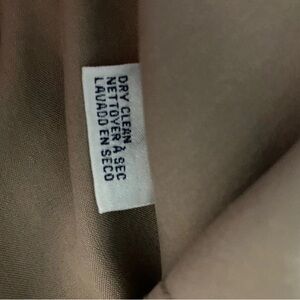 DRY CLEAN
NETTOYER À SEC
LAVADO EN SECO